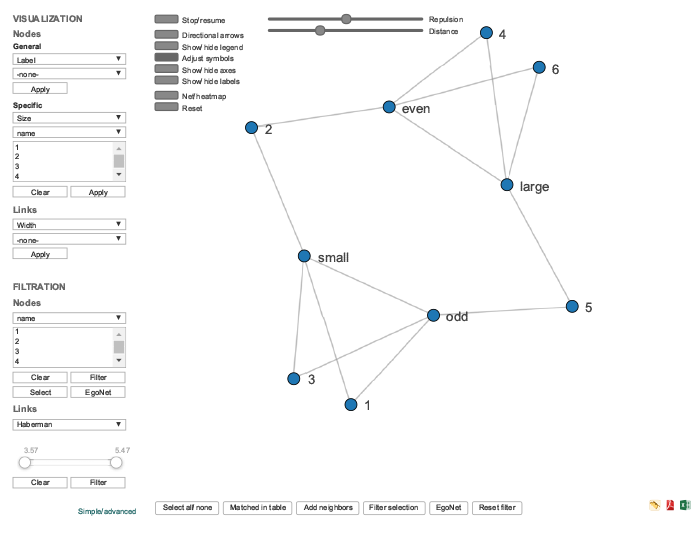 VISUALIZATION
Nodes
General
Label
-none-
Apply
Specific
Size
name
1
2
3
4
Clear Apply
Links
Width
-none-
Apply
FILTRATION
Nodes
name
1
2
3
4
Clear Filter
Select EgoNet
Links
Haberman
3.57 5.47
Clear Filter
Simple/advanced
Stop/resume
Directional arrows
Show/ hide legend
Adjust symbols
Show/ hide axes
Show/ hide labels
Net/heatmap
Reset
Repulsion
Distance
4
6
even
2
large
small
odd
5
3
1
Select all/ none Matched in table Add neighbors Filter selection EgoNet Reset filter